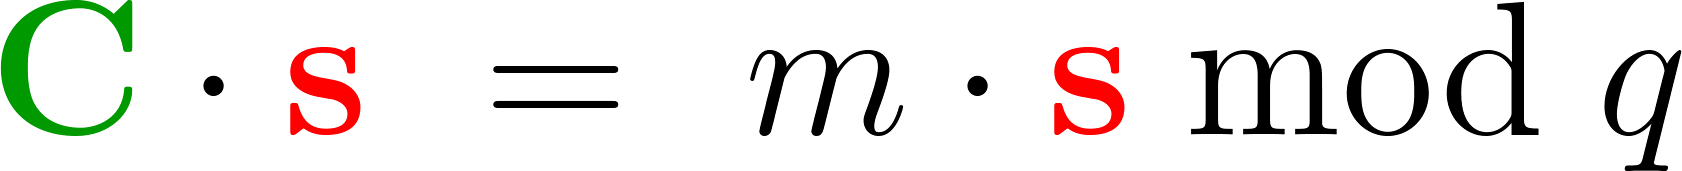 C · s = m · s mod q